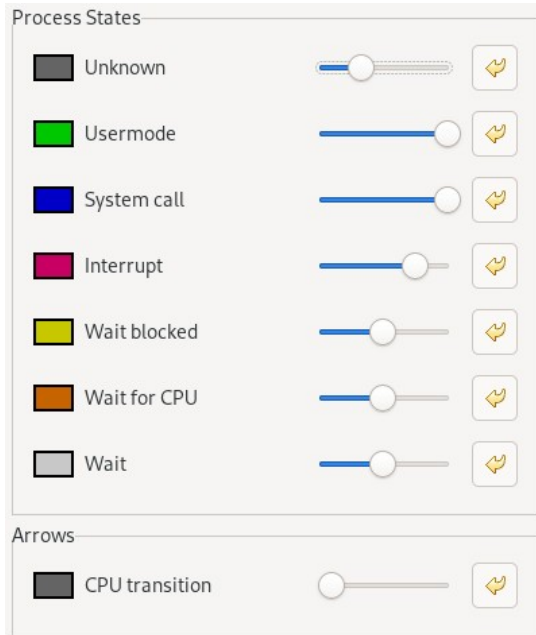 Process States
Unknown
Usermode
System call
Interrupt
Wait blocked
Wait for CPU
Wait
Arrows
CPU transition